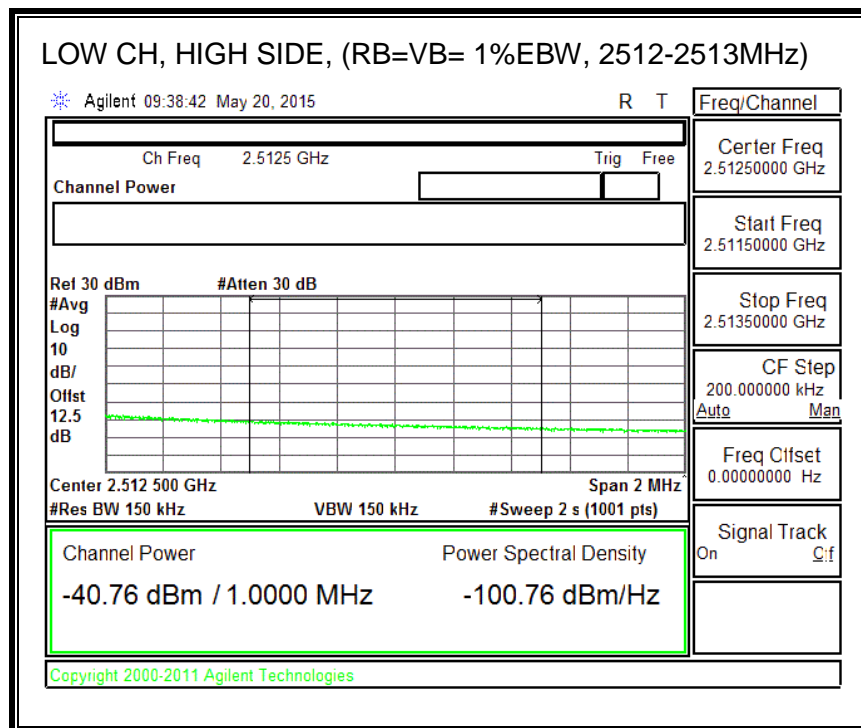 LOW CH, HIGH SIDE, (RB=VB= 1%EBW, 2512-2513MHz)
Agilent 09:38:42 May 20, 2015 R T
Freq/Channel
Ch Freq 2.5125 GHz Trig Free
Channel Power
Center Freq
2.51250000 GHz
Start Freq
2.51150000 GHz
Stop Freq
2.51350000 GHz
CF Step
200.000000 kHz
Auto Man
Freq Offset
0.00000000 Hz
Signal Track
On Off
Ref 30 dBm #Atten 30 dB
#Avg
Log
10
dB/
Offst
12.5
dB
Center 2.512 500 GHz Span 2 MHz
#Res BW 150 kHz VBW 150 kHz #Sweep 2 s (1001 pts)
Channel Power Power Spectral Density
-40.76 dBm / 1.0000 MHz -100.76 dBm/Hz
Copyright 2000-2011 Agilent Technologies